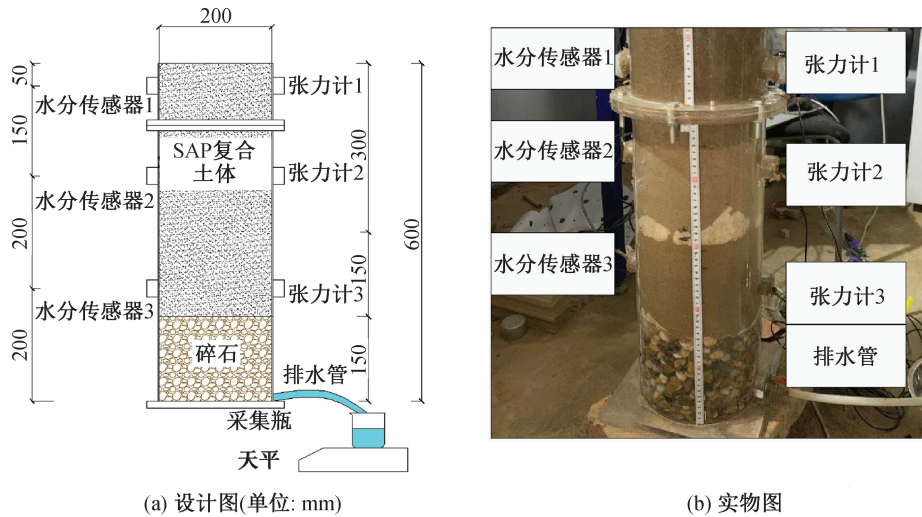 200
50
150
200
200
水分传感器1
水分传感器2
水分传感器3
SAP复合
土体
碎石
张力计1
张力计2
张力计3
300
150
150
600
排水管
采集瓶
天平
(a) 设计图(单位: mm)
水分传感器1
水分传感器2
水分传感器3
张力计1
张力计2
张力计3
排水管
(b) 实物图